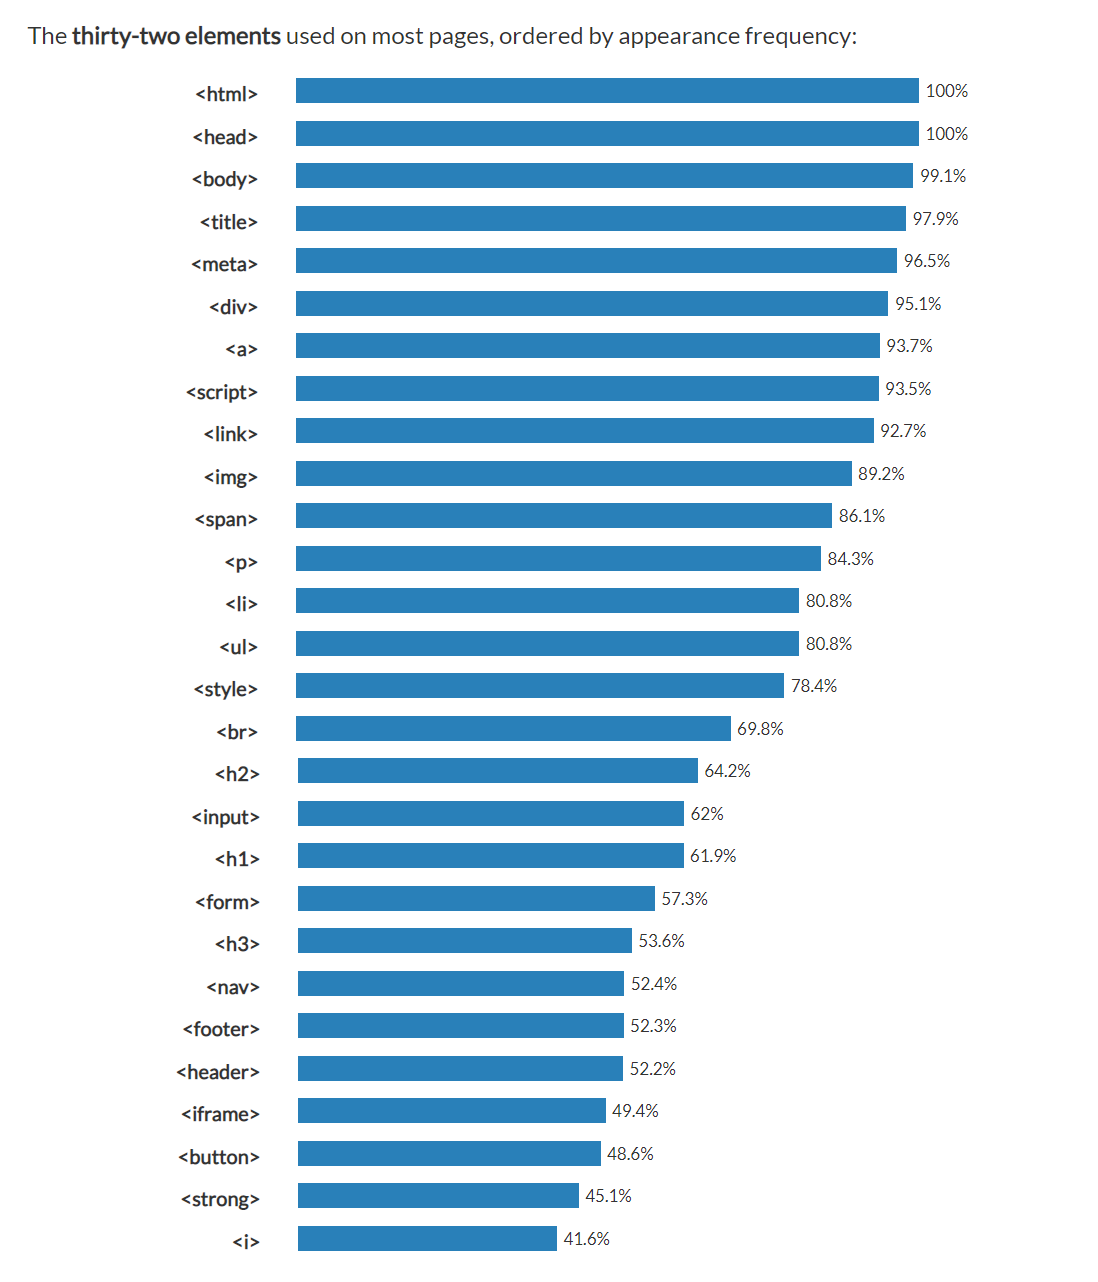 The thirty-two elements used on most pages, ordered by appearance frequency:
<html> 100%
<head> 100%
<body> 99.1%
<title> 97.9%
<meta> 96.5%
<div> 95.1%
<a> 93.7%
<script> 93.5%
<link> 92.7%
<img> 89.2%
<span> 86.1%
<p> 84.3%
<li> 80.8%
<ul> 80.8%
<style> 78.4%
<br> 69.8%
<h2> 64.2%
<input> 62%
<h1> 61.9%
<form> 57.3%
<h3> 53.6%
<nav> 52.4%
<footer> 52.3%
<header> 52.2%
<iframe> 49.4%
<button> 48.6%
<strong> 45.1%
<i> 41.6%